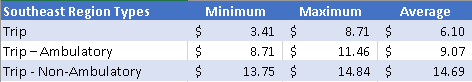 Southeast Region Types Minimum Maximum Average
Trip $ 3.41 $ 8.71 $ 6.10
Trip – Ambulatory $ 8.71 $ 11.46 $ 9.07
Trip - Non-Ambulatory $ 13.75 $ 14.84 $ 14.69